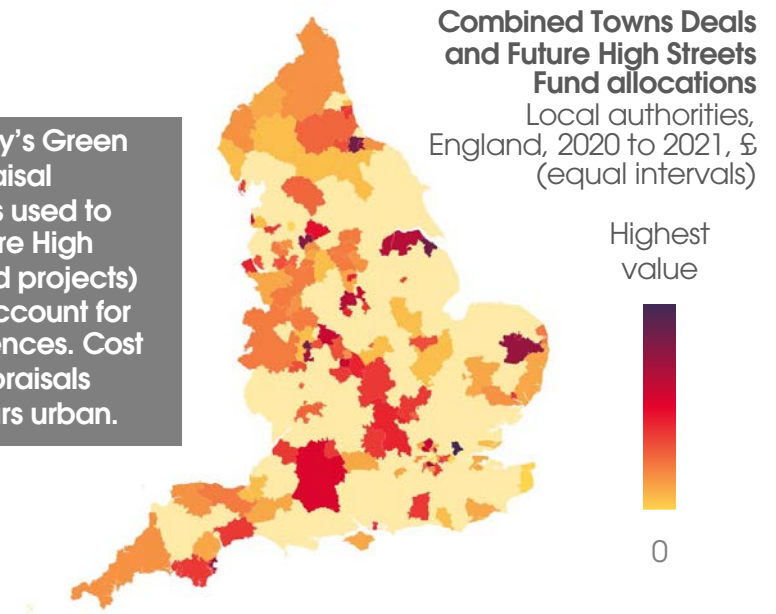 y’s Green
aisal
s used to
re High
d projects)
ccount for
ences. Cost
praisals
rs urban.
Combined Towns Deals
and Future High Streets
Fund allocations
Local authorities,
England, 2020 to 2021, £
(equal intervals)
Highest
value
0